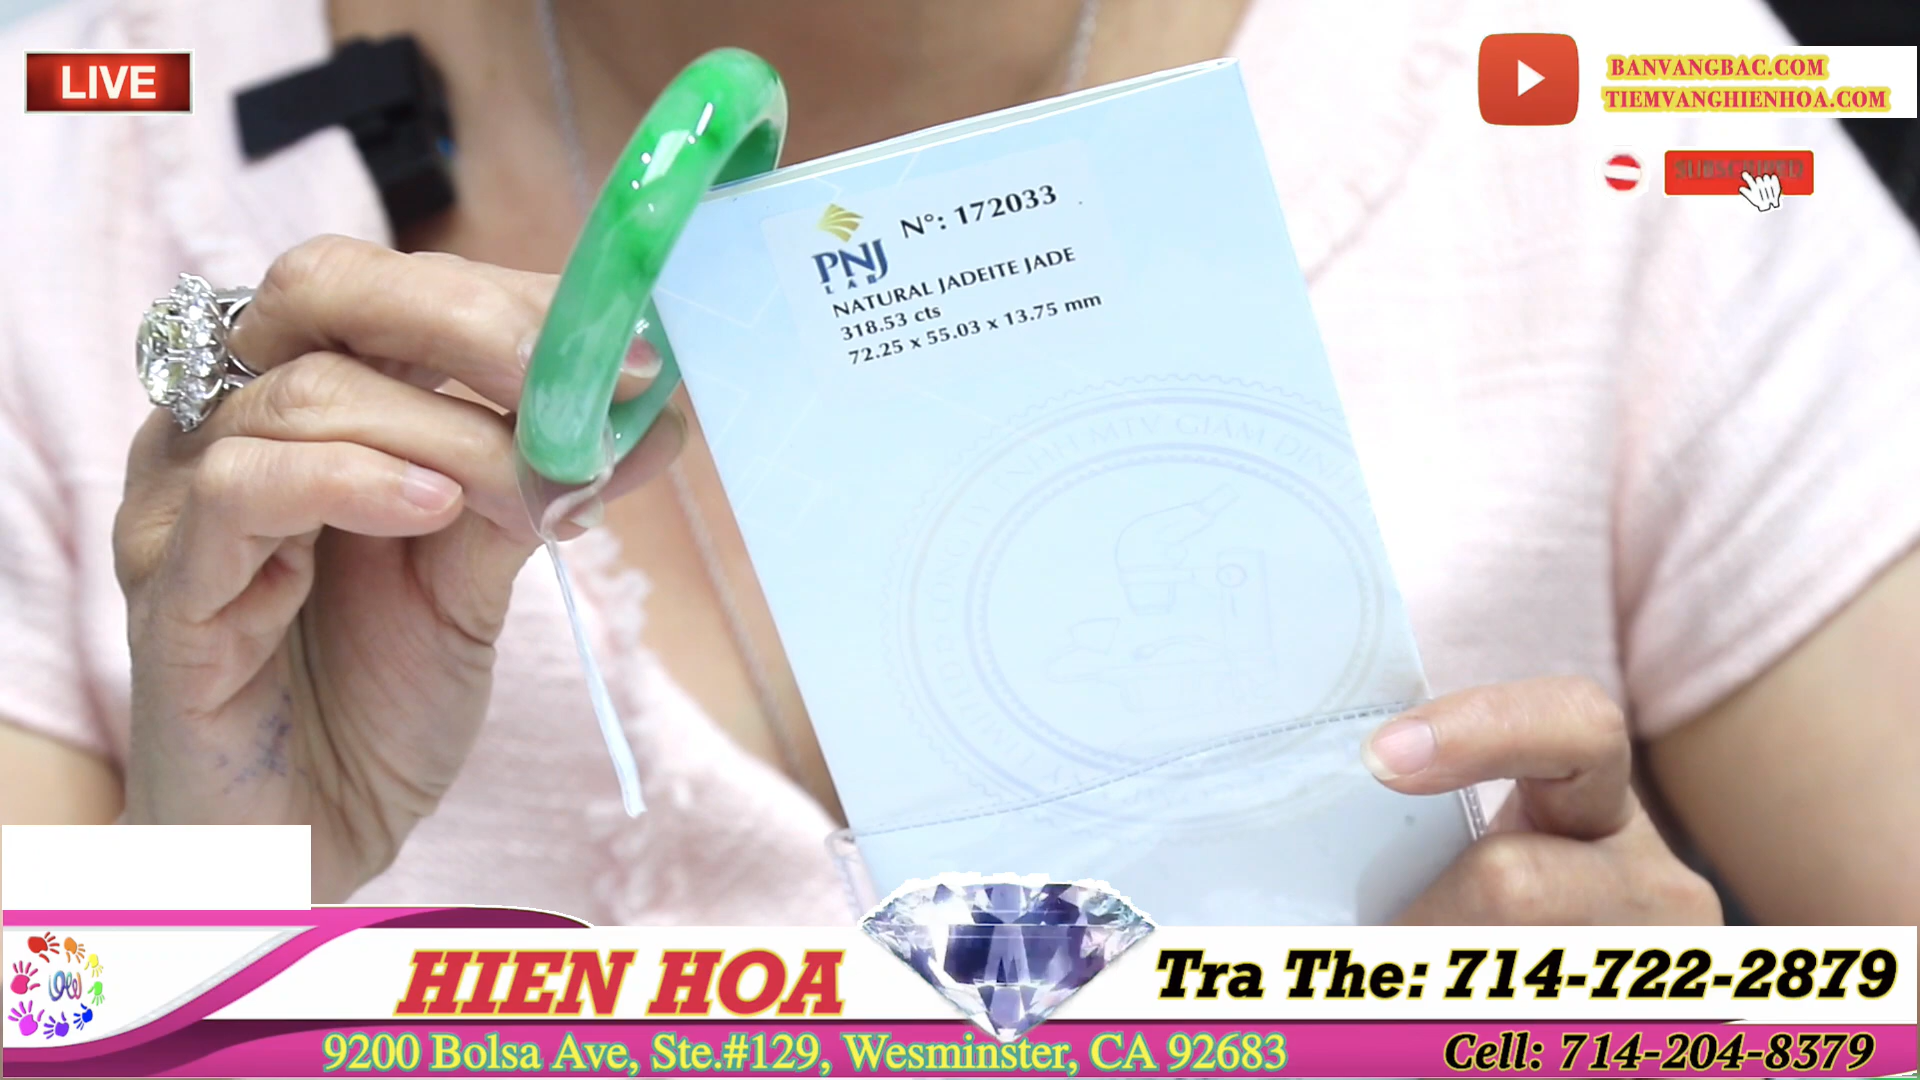 LIVE
BANVANGBAC.COM
TIEMVANGHIENHOA.COM
N°: 172033
PNJ
LAB
NATURAL JADEITE JADE
318.53 cts
72.25 x 55.03 x 13.75 mm
HIEN HOA
Tra The: 714-722-2879
9200 Bolsa Ave, Ste.#129, Wesminster, CA 92683
Cell: 714-204-8379